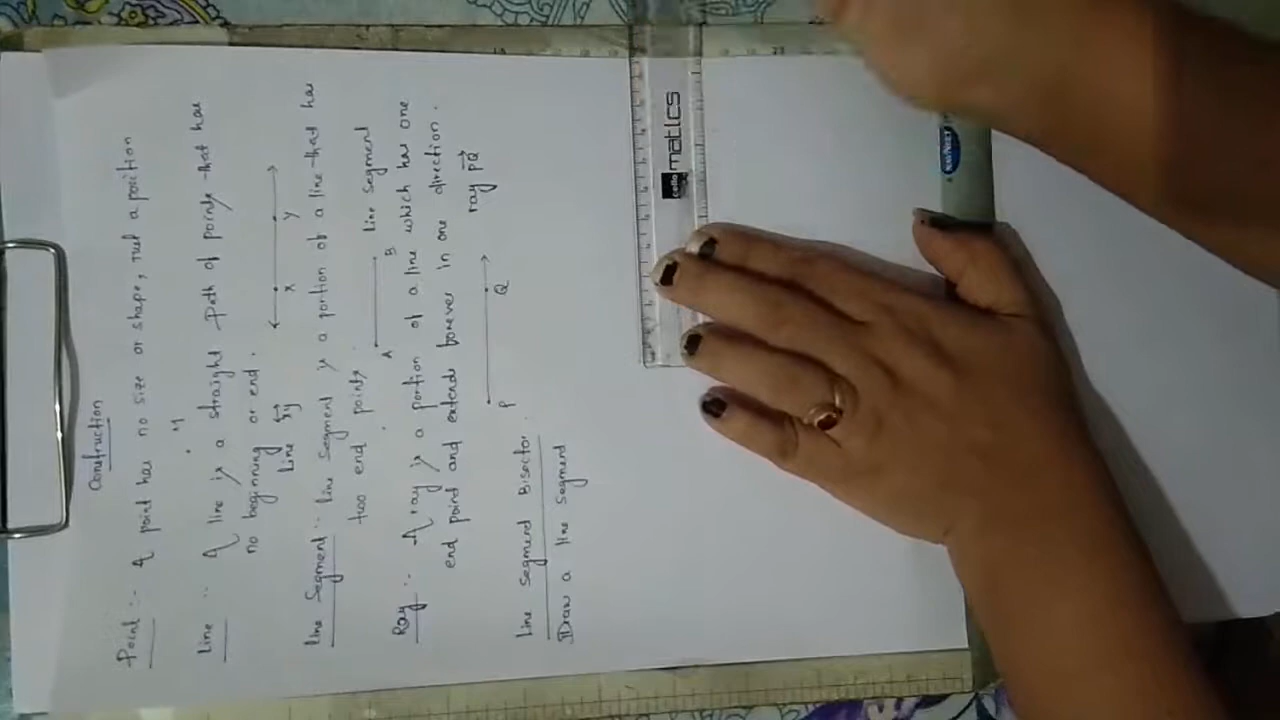 Construction
Point :- A point has no size or shape, just a position
. M
Line :- A line is a straight path of points that has
no beginning or end.
Line XY
X Y
Line Segment :- line segment is a portion of a line that has
two end points.
A B line segment
Ray :- A ray is a portion of a line which has one
end point and extends forever in one direction.
P Q ray PQ
Line Segment Bisector.
Draw a line segment
cello matics